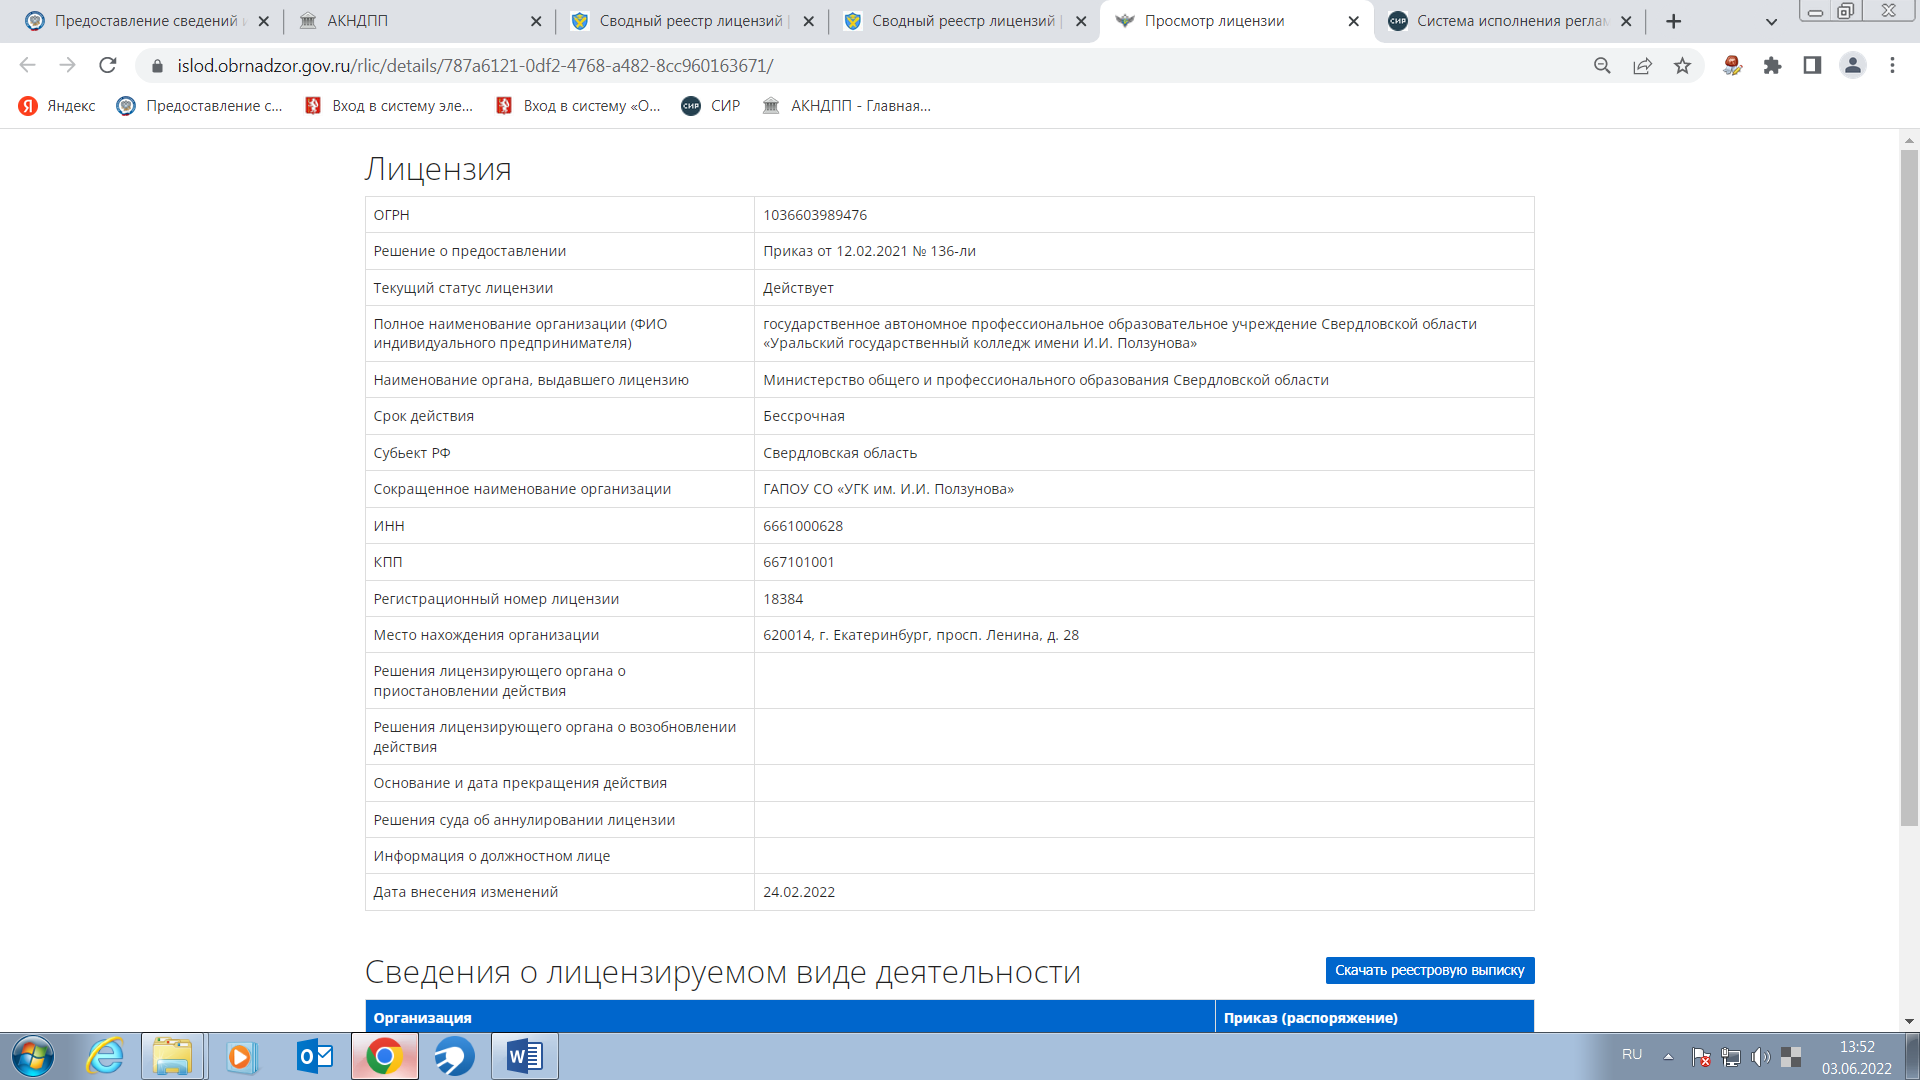 Предоставление сведений и
АКНДПП
Сводный реестр лицензий |
Сводный реестр лицензий |
Просмотр лицензии
Система исполнения реглам
islod.obrnadzor.gov.ru/rlic/details/787a6121-0df2-4768-a482-8cc960163671/
Яндекс
Предоставление с...
Вход в систему эле...
Вход в систему «О...
СИР
АКНДПП - Главная...
Лицензия
ОГРН 1036603989476
Решение о предоставлении Приказ от 12.02.2021 № 136-ли
Текущий статус лицензии Действует
Полное наименование организации (ФИО
индивидуального предпринимателя)
государственное автономное профессиональное образовательное учреждение Свердловской области
«Уральский государственный колледж имени И.И. Ползунова»
Наименование органа, выдавшего лицензию Министерство общего и профессионального образования Свердловской области
Срок действия Бессрочная
Субьект РФ Свердловская область
Сокращенное наименование организации ГАПОУ СО «УГК им. И.И. Ползунова»
ИНН 6661000628
КПП 667101001
Регистрационный номер лицензии 18384
Место нахождения организации 620014, г. Екатеринбург, просп. Ленина, д. 28
Решения лицензирующего органа о
приостановлении действия
Решения лицензирующего органа о возобновлении
действия
Основание и дата прекращения действия
Решения суда об аннулировании лицензии
Информация о должностном лице
Дата внесения изменений 24.02.2022
Сведения о лицензируемом виде деятельности
Скачать реестровую выписку
Организация Приказ (распоряжение)
RU
13:52
03.06.2022